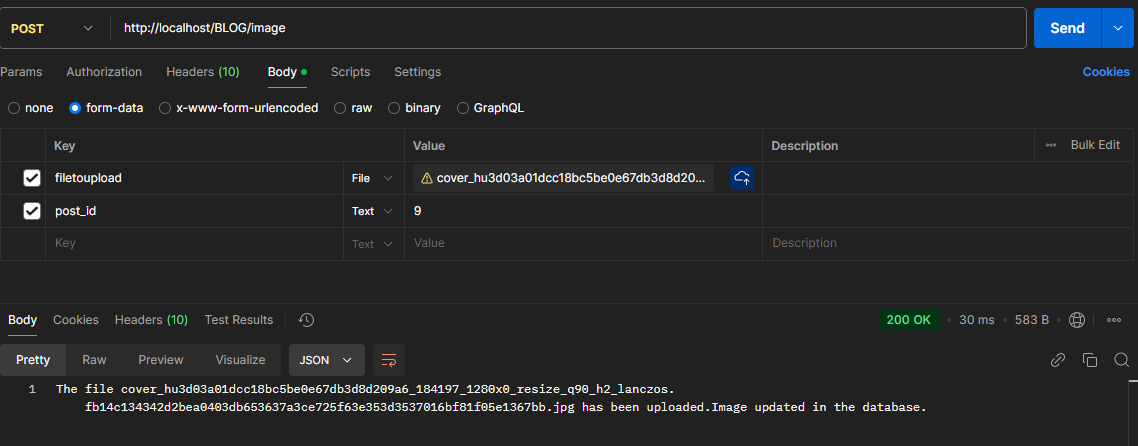 POST http://localhost/BLOG/image Send
Params Authorization Headers (10) Body Scripts Settings Cookies
none form-data x-www-form-urlencoded raw binary GraphQL
Key Value Description Bulk Edit
filetoupload File cover_hu3d03a01dcc18bc5be0e67db3d8d20...
post_id Text 9
Key Text Value Description
Body Cookies Headers (10) Test Results 200 OK 30 ms 583 B
Pretty Raw Preview Visualize JSON
1 The file cover_hu3d03a01dcc18bc5be0e67db3d8d209a6_184197_1280x0_resize_q90_h2_lanczos.
fb14c134342d2bea0403db653637a3ce725f63e353d3537016bf81f05e1367bb.jpg has been uploaded.Image updated in the database.